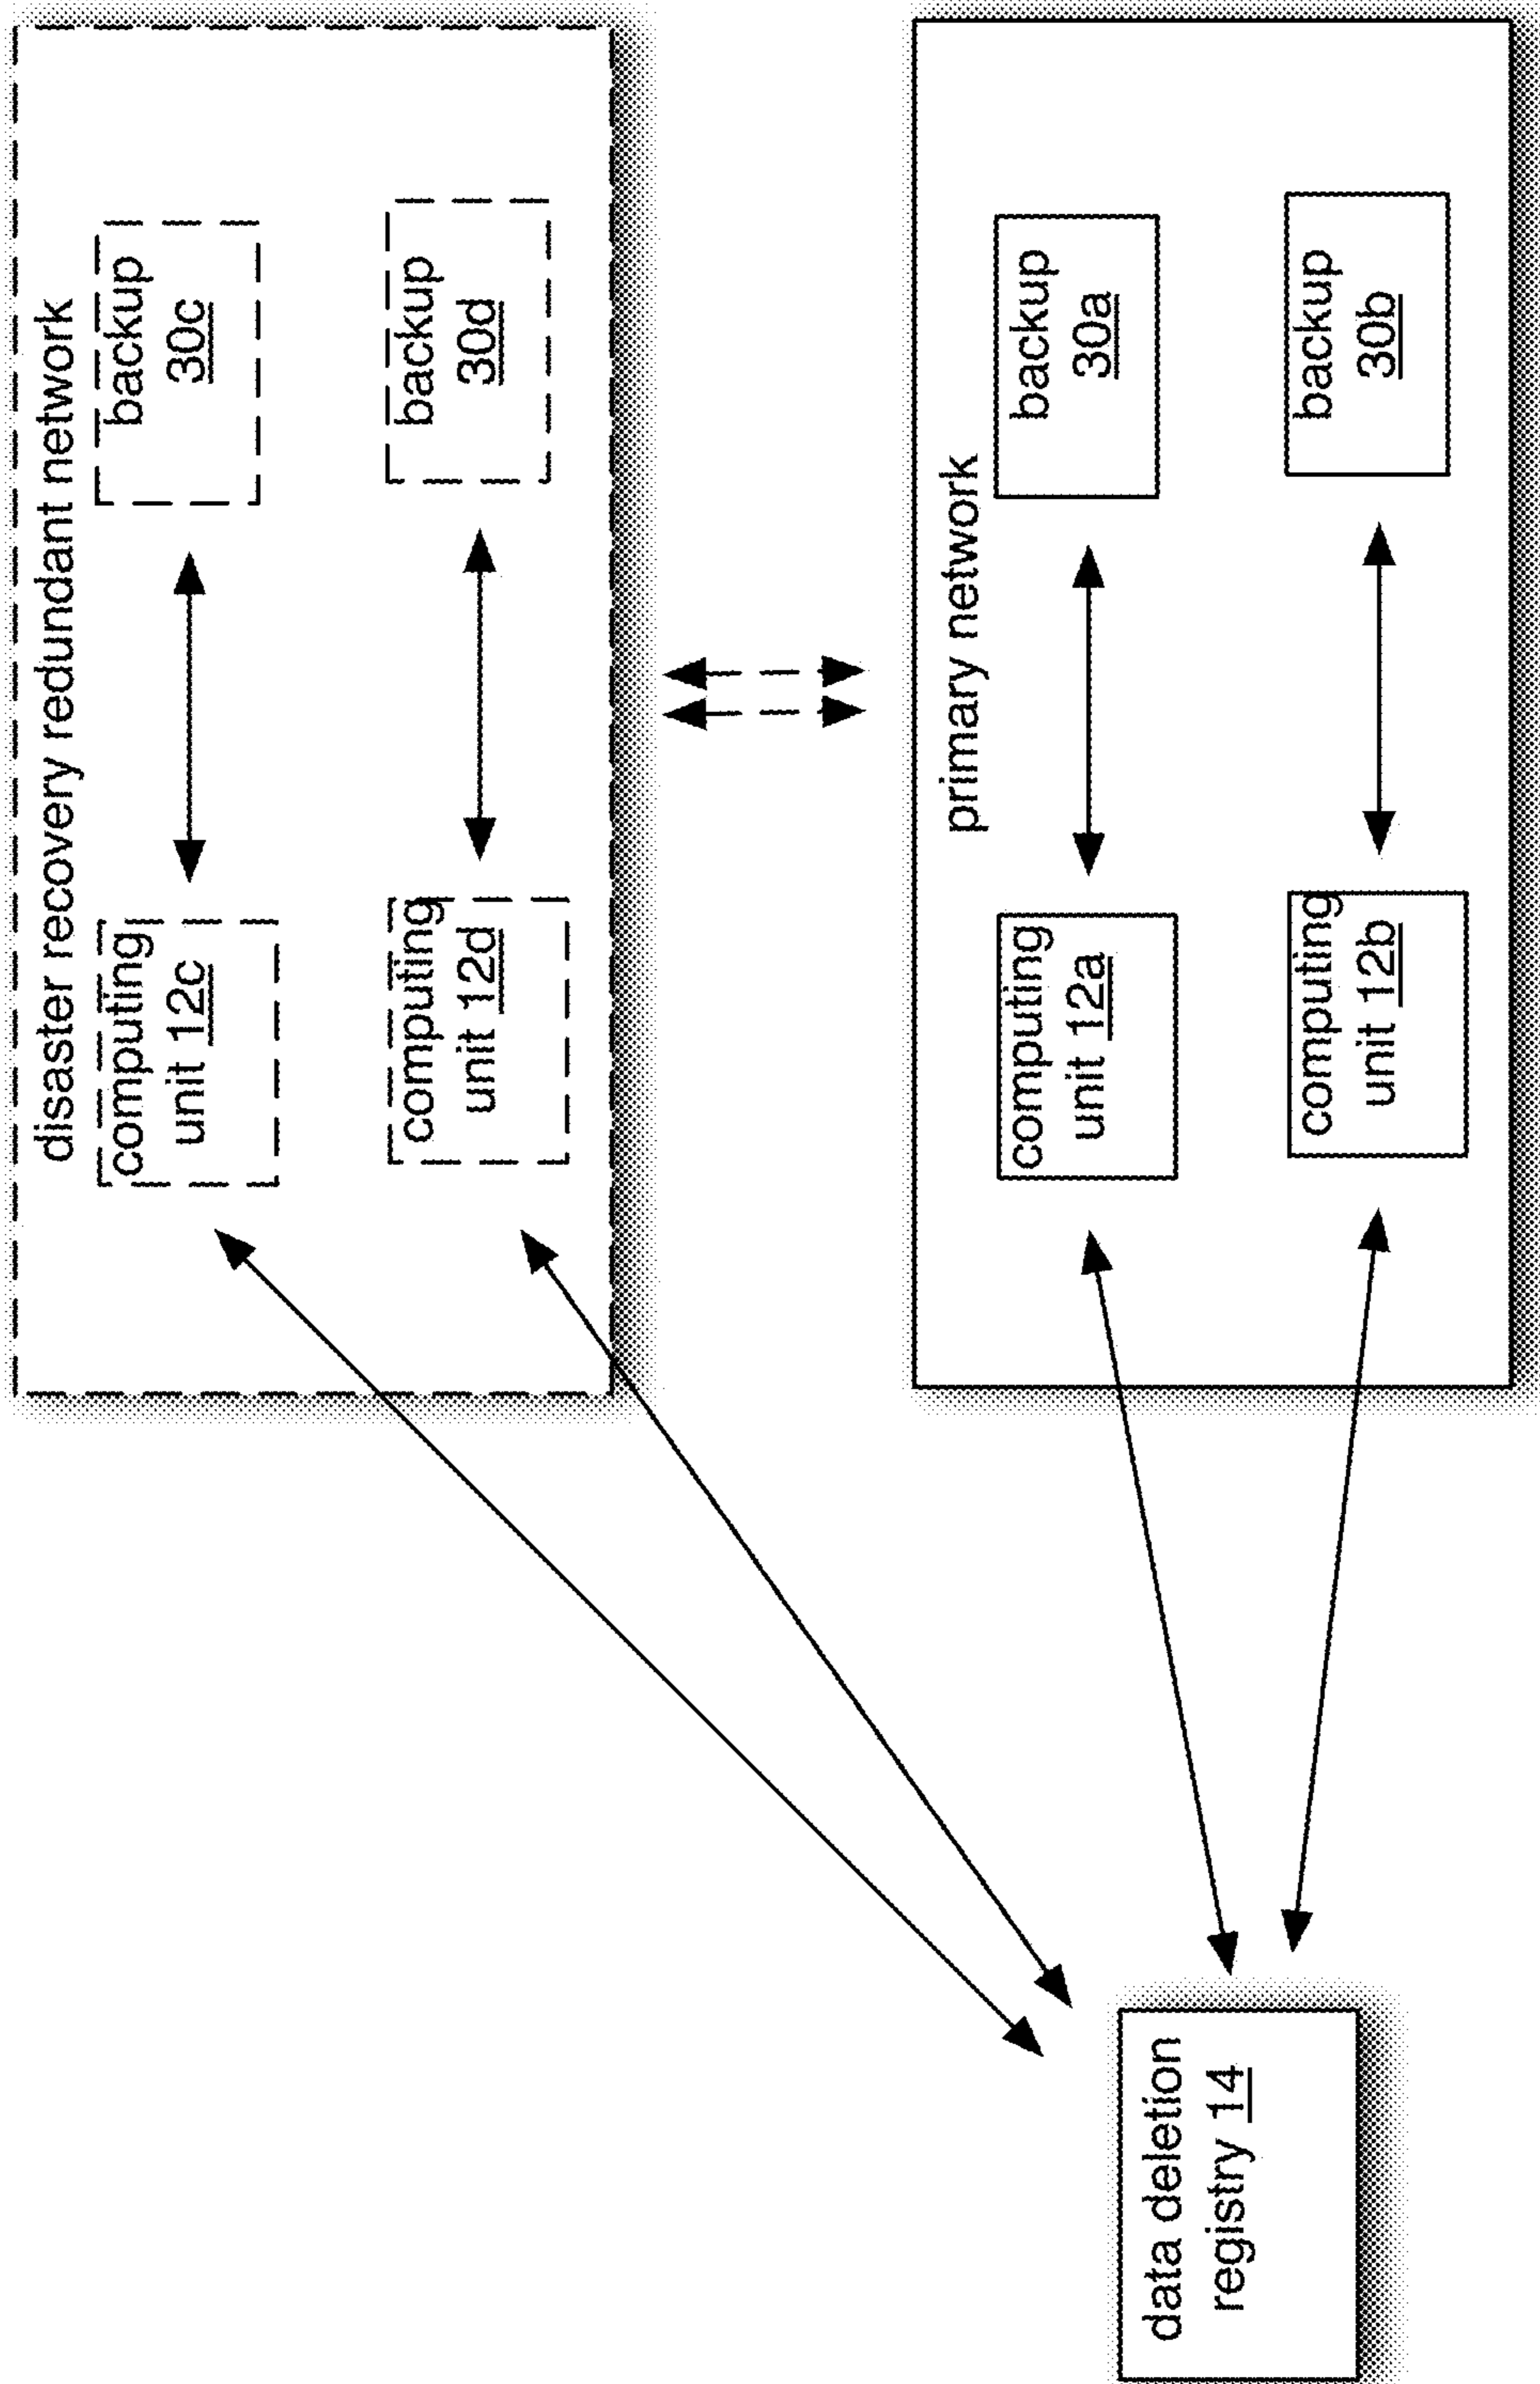 disaster recovery redundant network
computing
unit 12c
backup
30c
computing
unit 12d
backup
30d
primary network
computing
unit 12a
backup
30a
computing
unit 12b
backup
30b
data deletion
registry 14